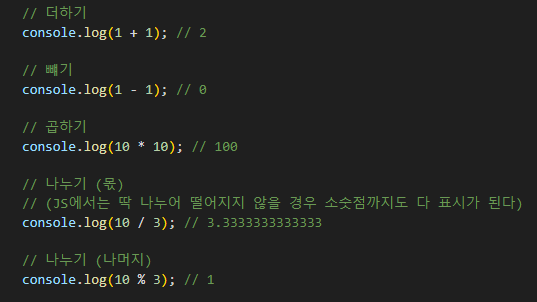 // 더하기
console.log(1 + 1); // 2
// 뺴기
console.log(1 - 1); // 0
// 곱하기
console.log(10 * 10); // 100
// 나누기 (몫)
// (JS에서는 딱 나누어 떨어지지 않을 경우 소숫점까지도 다 표시가 된다)
console.log(10 / 3); // 3.3333333333333
// 나누기 (나머지)
console.log(10 % 3); // 1